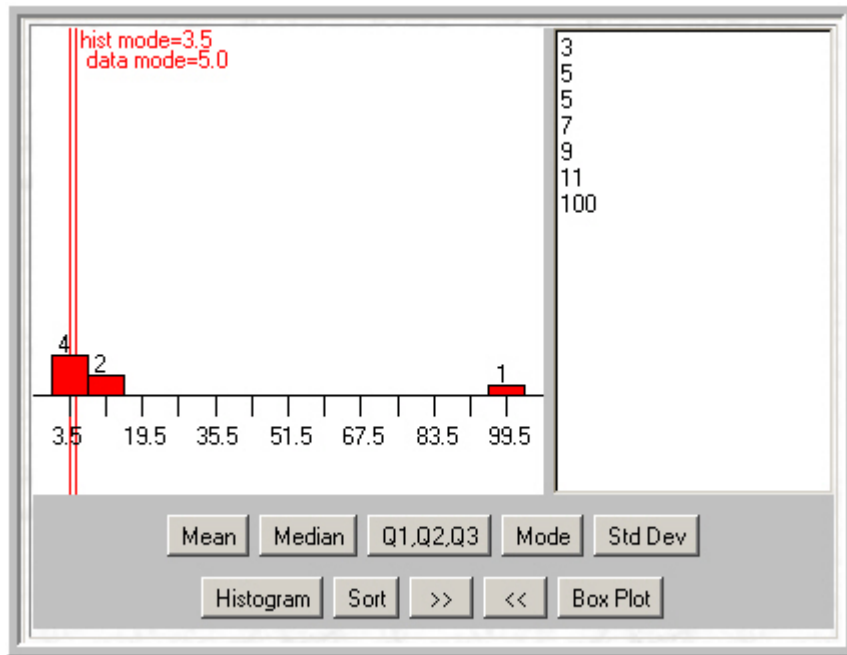 hist mode=3.5
data mode=5.0
4
2
1
3.5 19.5 35.5 51.5 67.5 83.5 99.5
3
5
5
7
9
11
100
Mean Median Q1,Q2,Q3 Mode Std Dev
Histogram Sort >> << Box Plot